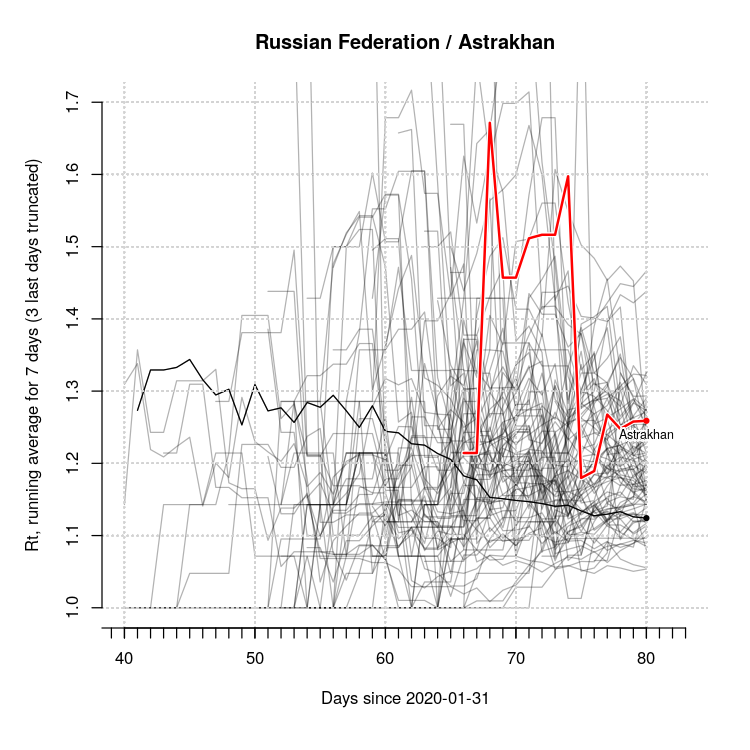 Russian Federation / Astrakhan
Rt, running average for 7 days (3 last days truncated)
1.7
1.6
1.5
1.4
1.3
1.2
1.1
1.0
Astrakhan
40 50 60 70 80
Days since 2020-01-31